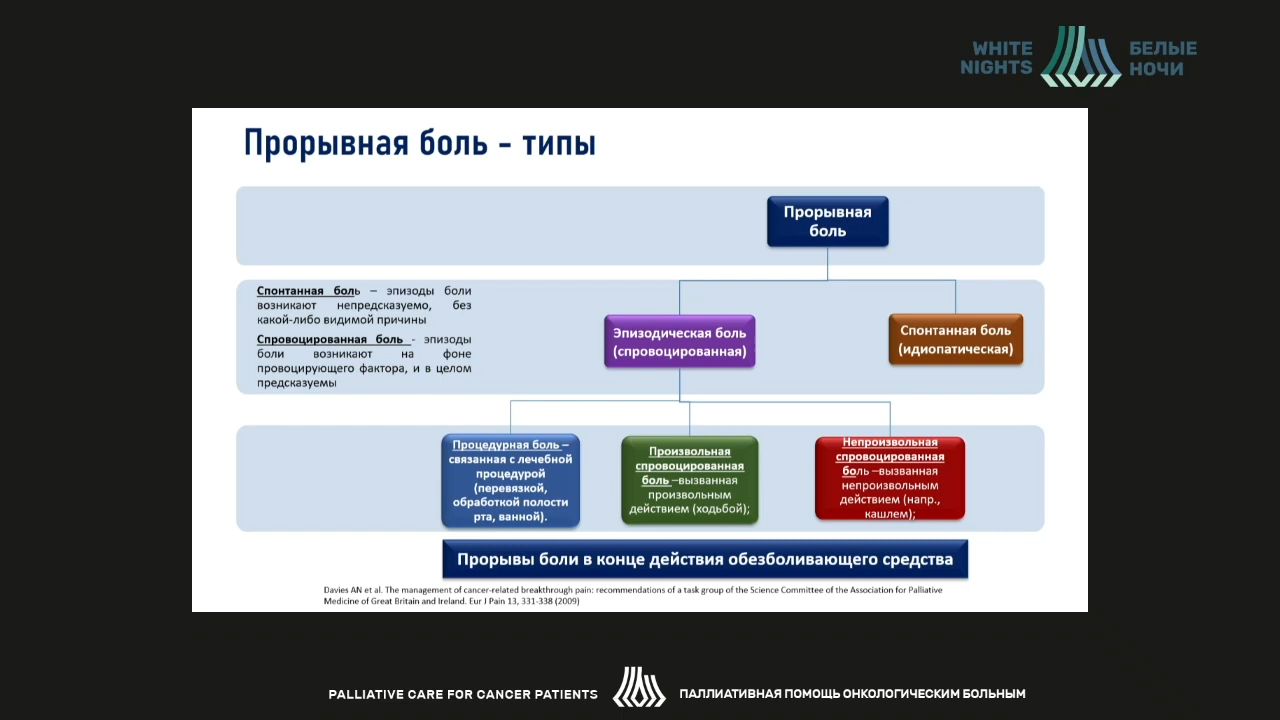 WHITE
NIGHTS
БЕЛЫЕ
НОЧИ
Прорывная боль - типы
Прорывная
боль
Спонтанная боль – эпизоды боли
возникают непредсказуемо, без
какой-либо видимой причины
Спровоцированная боль - эпизоды
боли возникают на фоне
провоцирующего фактора, и в целом
предсказуемы
Эпизодическая боль
(спровоцированная)
Спонтанная боль
(идиопатическая)
Процедурная боль –
связанная с лечебной
процедурой
(перевязкой,
обработкой полости
рта, ванной).
Произвольная
спровоцированная
боль –вызванная
произвольным
действием (ходьбой);
Непроизвольная
спровоцированная
боль –вызванная
непроизвольным
действием (напр.,
кашлем);
Прорывы боли в конце действия обезболивающего средства
Davies AN et al. The management of cancer-related breakthrough pain: recommendations of a task group of the Science Committee of the Association for Palliative
Medicine of Great Britain and Ireland. Eur J Pain 13, 331-338 (2009)
PALLIATIVE CARE FOR CANCER PATIENTS
ПАЛЛИАТИВНАЯ ПОМОЩЬ ОНКОЛОГИЧЕСКИМ БОЛЬНЫМ